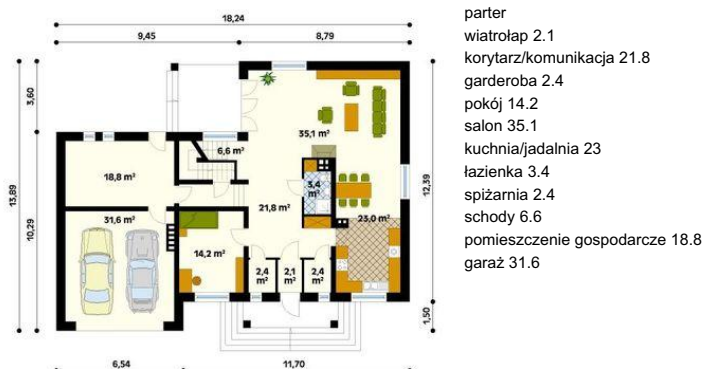 18,24
9,45
8,79
3,60
13,89
10,29
12,39
1,50
35,1 m²
6,6 m²
18,8 m²
3,4 m²
21,8 m²
23,0 m²
31,6 m²
14,2 m²
2,4 m²
2,1 m²
2,4 m²
6,54
11,70
parter
wiatrołap 2.1
korytarz/komunikacja 21.8
garderoba 2.4
pokój 14.2
salon 35.1
kuchnia/jadalnia 23
łazienka 3.4
spiżarnia 2.4
schody 6.6
pomieszczenie gospodarcze 18.8
garaż 31.6